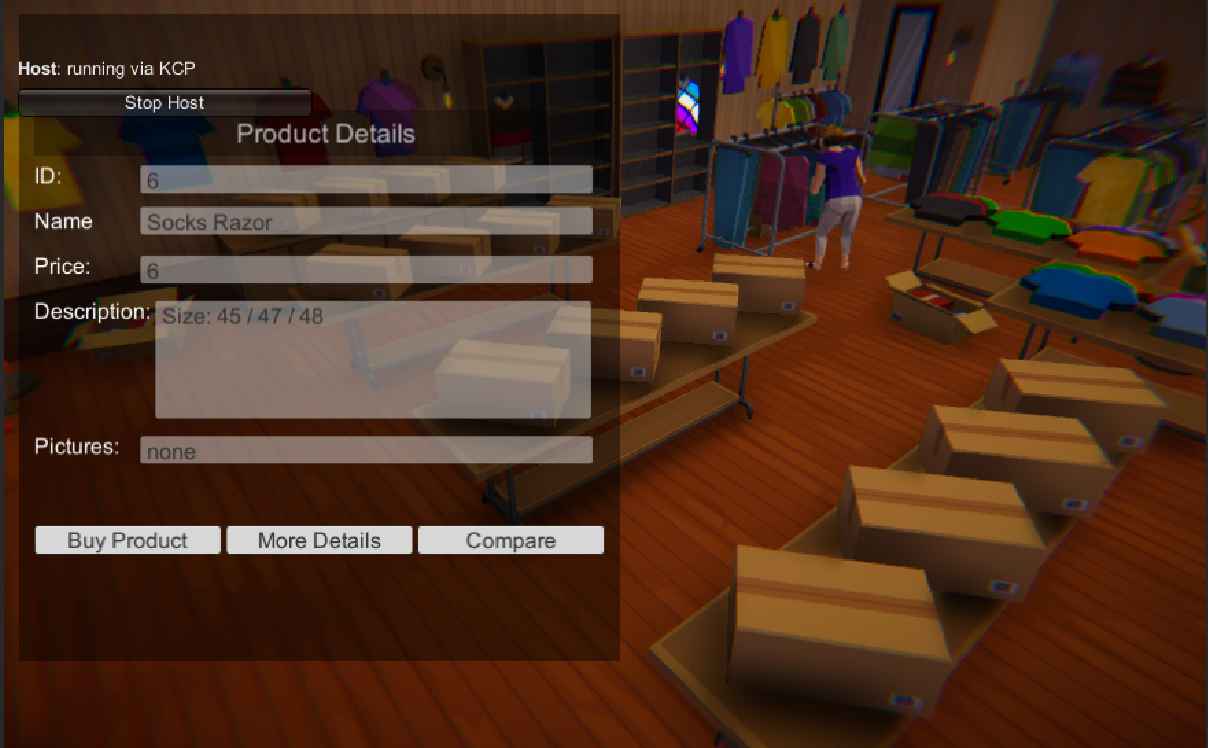 Host: running via KCP
Stop Host
Product Details
ID: 6
Name Socks Razor
Price: 6
Description: Size: 45 / 47 / 48
Pictures: none
Buy Product More Details Compare